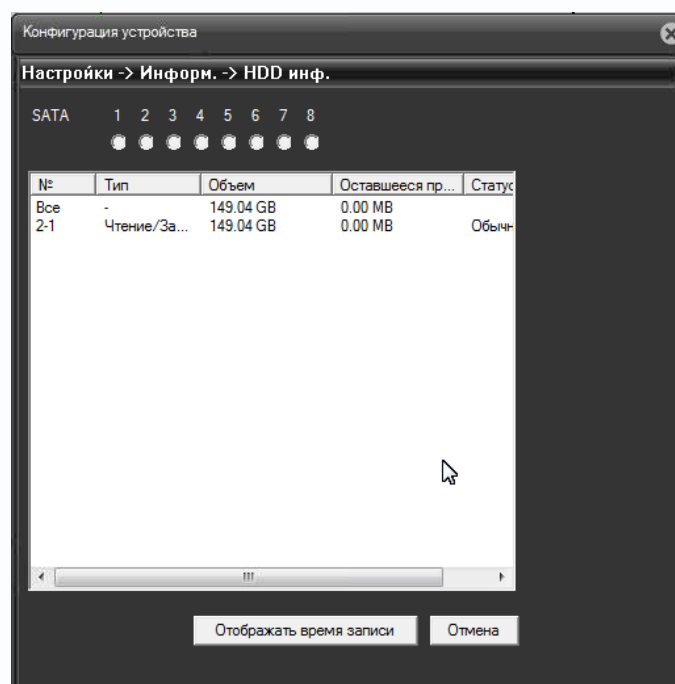 Конфигурация устройства
Настройки -> Информ. -> HDD инф.
SATA 1 2 3 4 5 6 7 8
№ Тип Объем Оставшееся пр... Статус
Все - 149.04 GB 0.00 MB
2-1 Чтение/За... 149.04 GB 0.00 MB Обычн
Отображать время записи Отмена